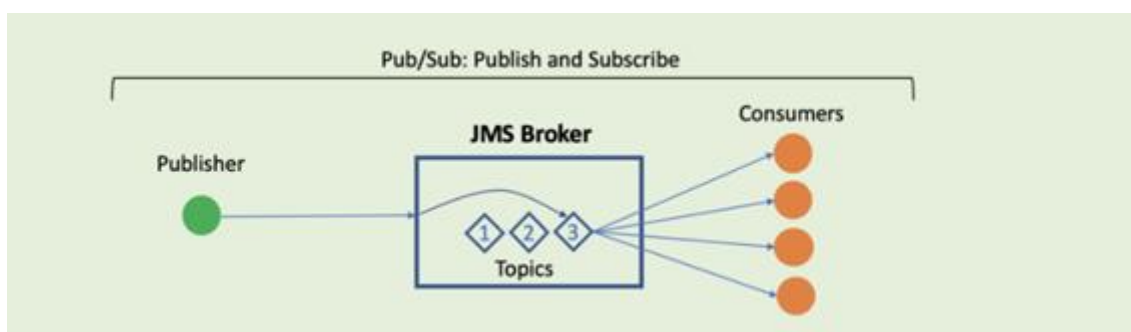 Pub/Sub: Publish and Subscribe
Consumers
JMS Broker
Publisher
1 2 3
Topics